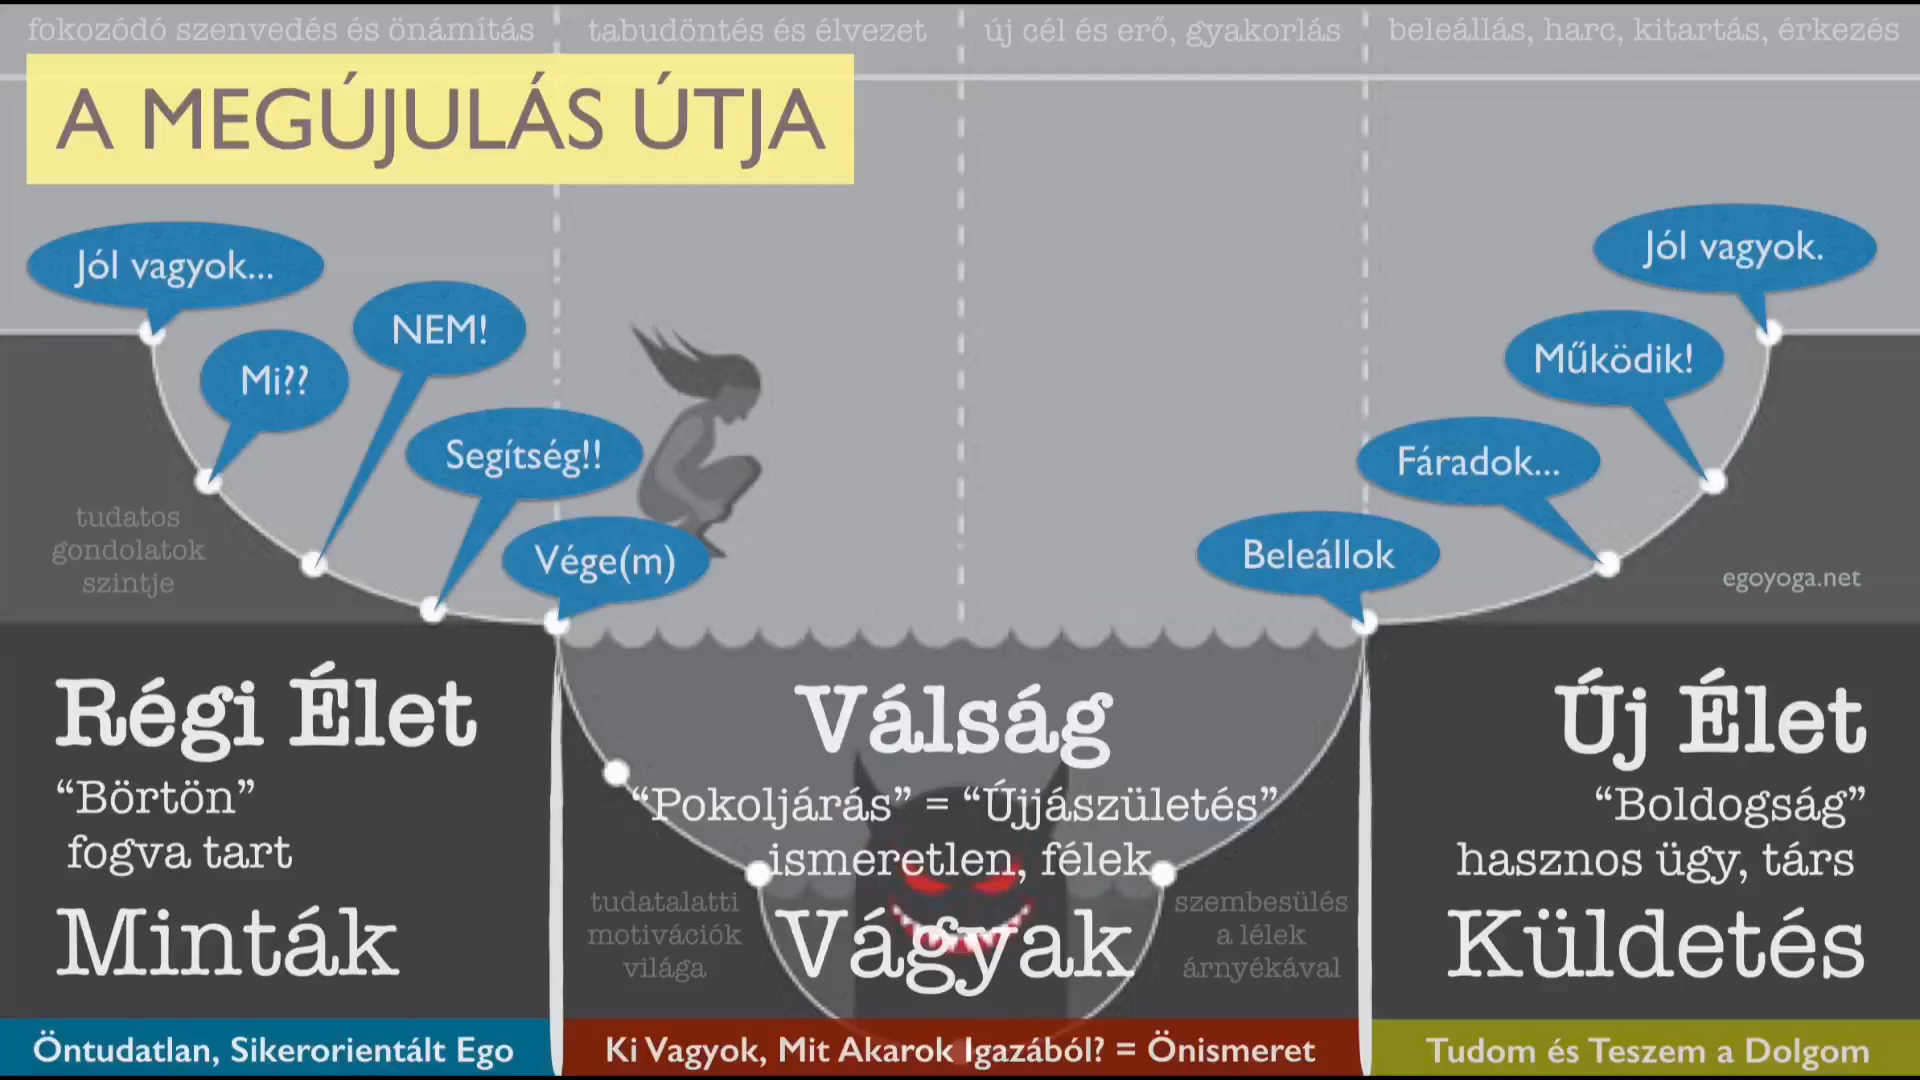 fokozódó szenvedés és önámítás
tabudöntés és élvezet
új cél és erő, gyakorlás
beleállás, harc, kitartás, érkezés
A MEGÚJULÁS ÚTJA
Jól vagyok...
Mi??
NEM!
Segítség!!
Vége(m)
Beleállok
Fáradok...
Működik!
Jól vagyok.
tudatos
gondolatok
szintje
egoyoga.net
Régi Élet
“Börtön”
fogva tart
Minták
Válság
“Pokoljárás” = “Újjászületés”
ismeretlen, félek
Vágyak
tudatalatti
motivációk
világa
szembesülés
a lélek
árnyékával
Új Élet
“Boldogság”
hasznos ügy, társ
Küldetés
Öntudatlan, Sikerorientált Ego
Ki Vagyok, Mit Akarok Igazából? = Önismeret
Tudom és Teszem a Dolgom